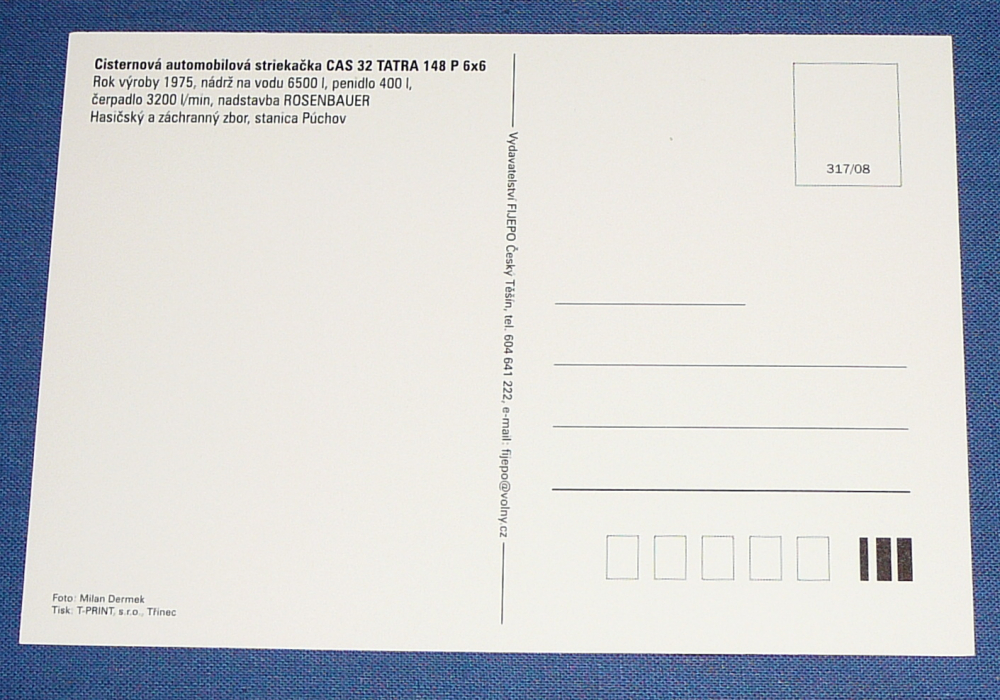 Cisternová automobilová striekačka CAS 32 TATRA 148 P 6x6
Rok výroby 1975, nádrž na vodu 6500 l, penidlo 400 l,
čerpadlo 3200 l/min, nadstavba ROSENBAUER
Hasičský a záchranný zbor, stanica Púchov
Vydavatelství FIJEPO Český Těšín, tel. 604 641 222, e-mail: fijepo@volny.cz
317/08
Foto: Milan Dermek
Tisk: T-PRINT, s.r.o., Třinec